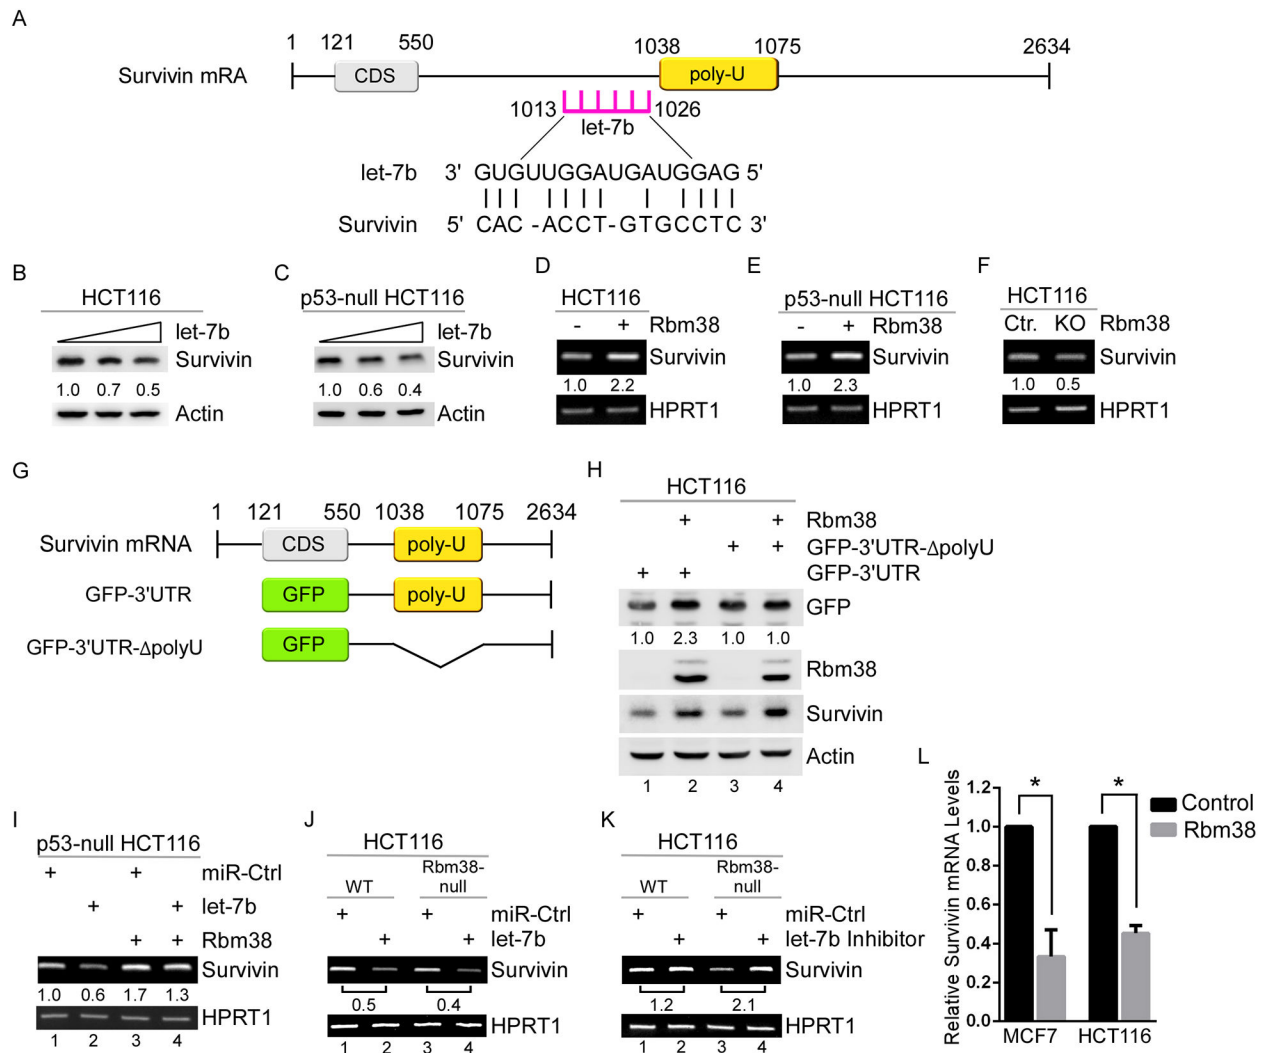 A
1 121 550 1038 1075 2634
Survivin mRA CDS poly-U
1013 1026
let-7b
let-7b 3' GUGUUGGAUGAUGGAG 5'
Survivin 5' CAC -ACCT-GTGCCTC 3'
B
HCT116
let-7b
Survivin
1.0 0.7 0.5
Actin
C
p53-null HCT116
let-7b
Survivin
1.0 0.6 0.4
Actin
D
HCT116
- + Rbm38
Survivin
1.0 2.2
HPRT1
E
p53-null HCT116
- + Rbm38
Survivin
1.0 2.3
HPRT1
F
HCT116
Ctr. KO Rbm38
Survivin
1.0 0.5
HPRT1
G
1 121 550 1038 1075 2634
Survivin mRNA CDS poly-U
GFP-3'UTR GFP poly-U
GFP-3'UTR-ΔpolyU GFP
H
HCT116
+ + Rbm38
+ + GFP-3'UTR-ΔpolyU
+ + GFP-3'UTR
GFP
1.0 2.3 1.0 1.0
Rbm38
Survivin
Actin
1 2 3 4
I
p53-null HCT116
+ + miR-Ctrl
+ + let-7b
+ + Rbm38
Survivin
1.0 0.6 1.7 1.3
HPRT1
1 2 3 4
J
HCT116
WT Rbm38-
null
+ + miR-Ctrl
+ + let-7b
Survivin
0.5 0.4
HPRT1
1 2 3 4
K
HCT116
WT Rbm38-
null
+ + miR-Ctrl
+ + let-7b Inhibitor
Survivin
1.2 2.1
HPRT1
1 2 3 4
L
Relative Survivin mRNA Levels
1.2
1.0
0.8
0.6
0.4
0.2
0.0
* *
Control
Rbm38
MCF7 HCT116